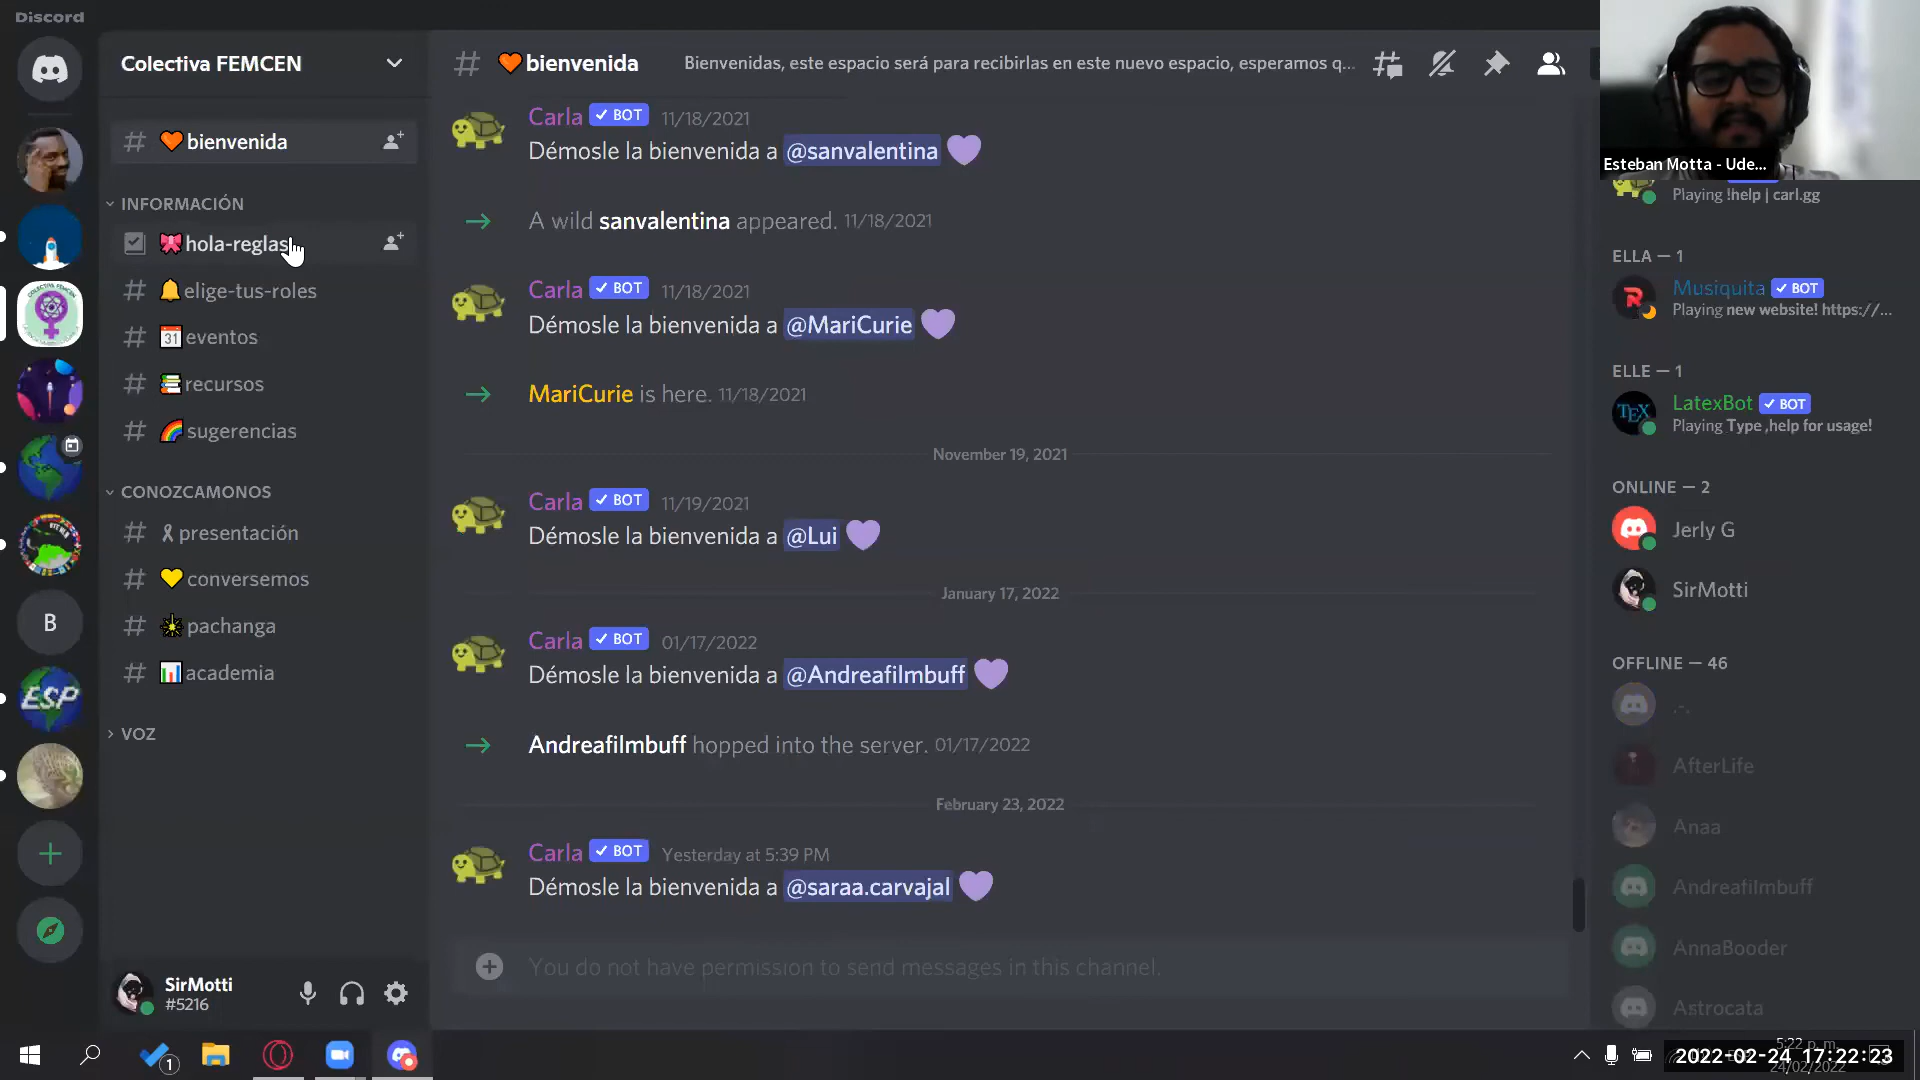 Discord
Colectiva FEMCEN
bienvenida
INFORMACIÓN
hola-reglas
elige-tus-roles
eventos
recursos
sugerencias
CONOZCAMONOS
presentación
conversemos
pachanga
academia
VOZ
B
ESP
SirMotti
#5216
bienvenida
Bienvenidas, este espacio será para recibirlas en este nuevo espacio, esperamos q...
Carla BOT 11/18/2021
Démosle la bienvenida a @sanvalentina
A wild sanvalentina appeared. 11/18/2021
Carla BOT 11/18/2021
Démosle la bienvenida a @MariCurie
MariCurie is here. 11/18/2021
November 19, 2021
Carla BOT 11/19/2021
Démosle la bienvenida a @Lui
January 17, 2022
Carla BOT 01/17/2022
Démosle la bienvenida a @Andreafilmbuff
Andreafilmbuff hopped into the server. 01/17/2022
February 23, 2022
Carla BOT Yesterday at 5:39 PM
Démosle la bienvenida a @saraa.carvajal
You do not have permission to send messages in this channel.
Esteban Motta - Ude...
Playing !help | carl.gg
ELLA — 1
Musiquita BOT
Playing new website! https://...
ELLE — 1
TEX
LatexBot BOT
Playing Type ,help for usage!
ONLINE — 2
Jerly G
SirMotti
OFFLINE — 46
.-.
AfterLife
Anaa
Andreafilmbuff
AnnaBooder
Astrocata
1
5:22 p. m.
2022-02-24 17:22:23
24/02/2022